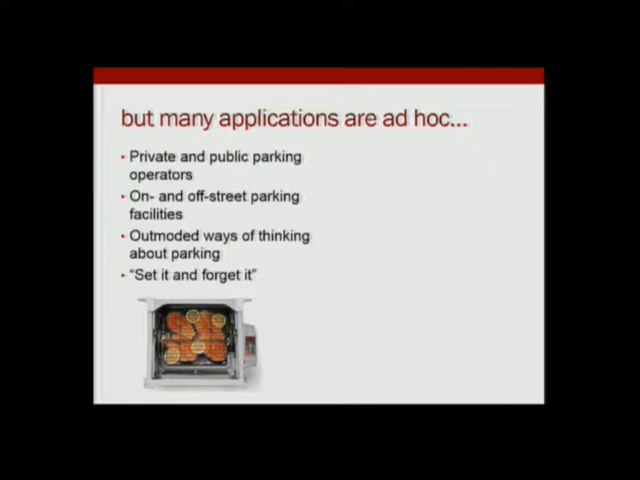 but many applications are ad hoc...
• Private and public parking
operators
• On- and off-street parking
facilities
• Outmoded ways of thinking
about parking
• “Set it and forget it”